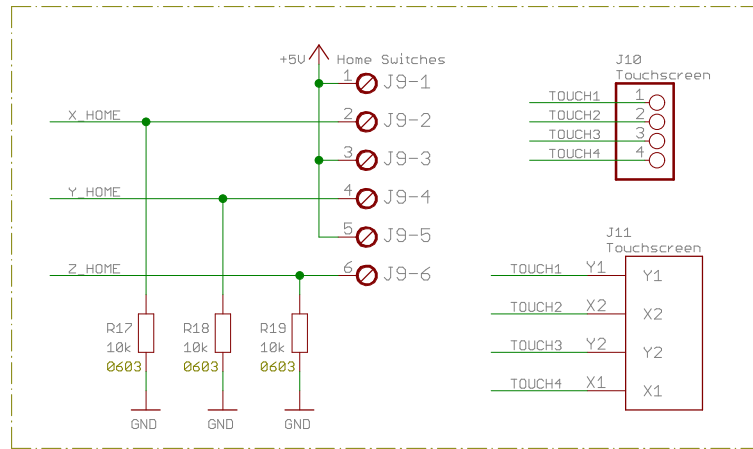 +5V Home Switches
1 J9-1
X_HOME 2 J9-2
3 J9-3
Y_HOME 4 J9-4
5 J9-5
Z_HOME 6 J9-6
R17
10k
0603
R18
10k
0603
R19
10k
0603
GND
GND
GND
J10
Touchscreen
TOUCH1 1
TOUCH2 2
TOUCH3 3
TOUCH4 4
J11
Touchscreen
TOUCH1 Y1 Y1
TOUCH2 X2 X2
TOUCH3 Y2 Y2
TOUCH4 X1 X1